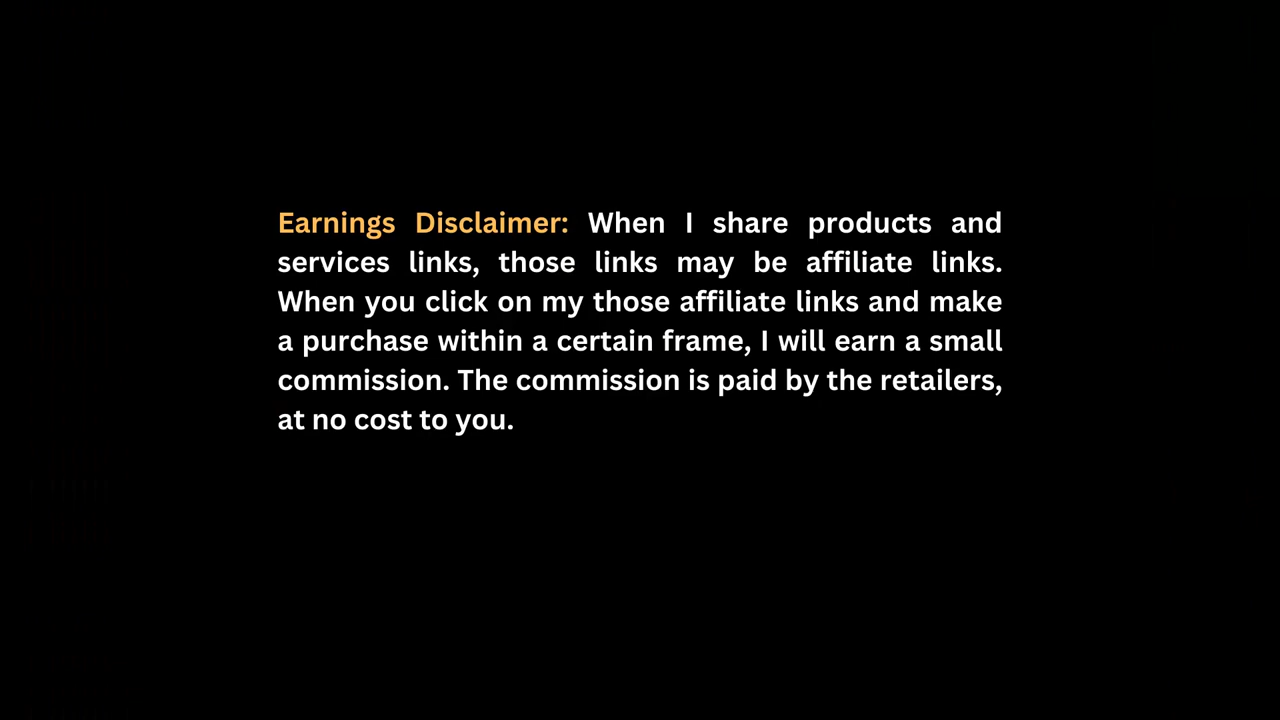 Earnings Disclaimer: When I share products and
services links, those links may be affiliate links.
When you click on my those affiliate links and make
a purchase within a certain frame, I will earn a small
commission. The commission is paid by the retailers,
at no cost to you.